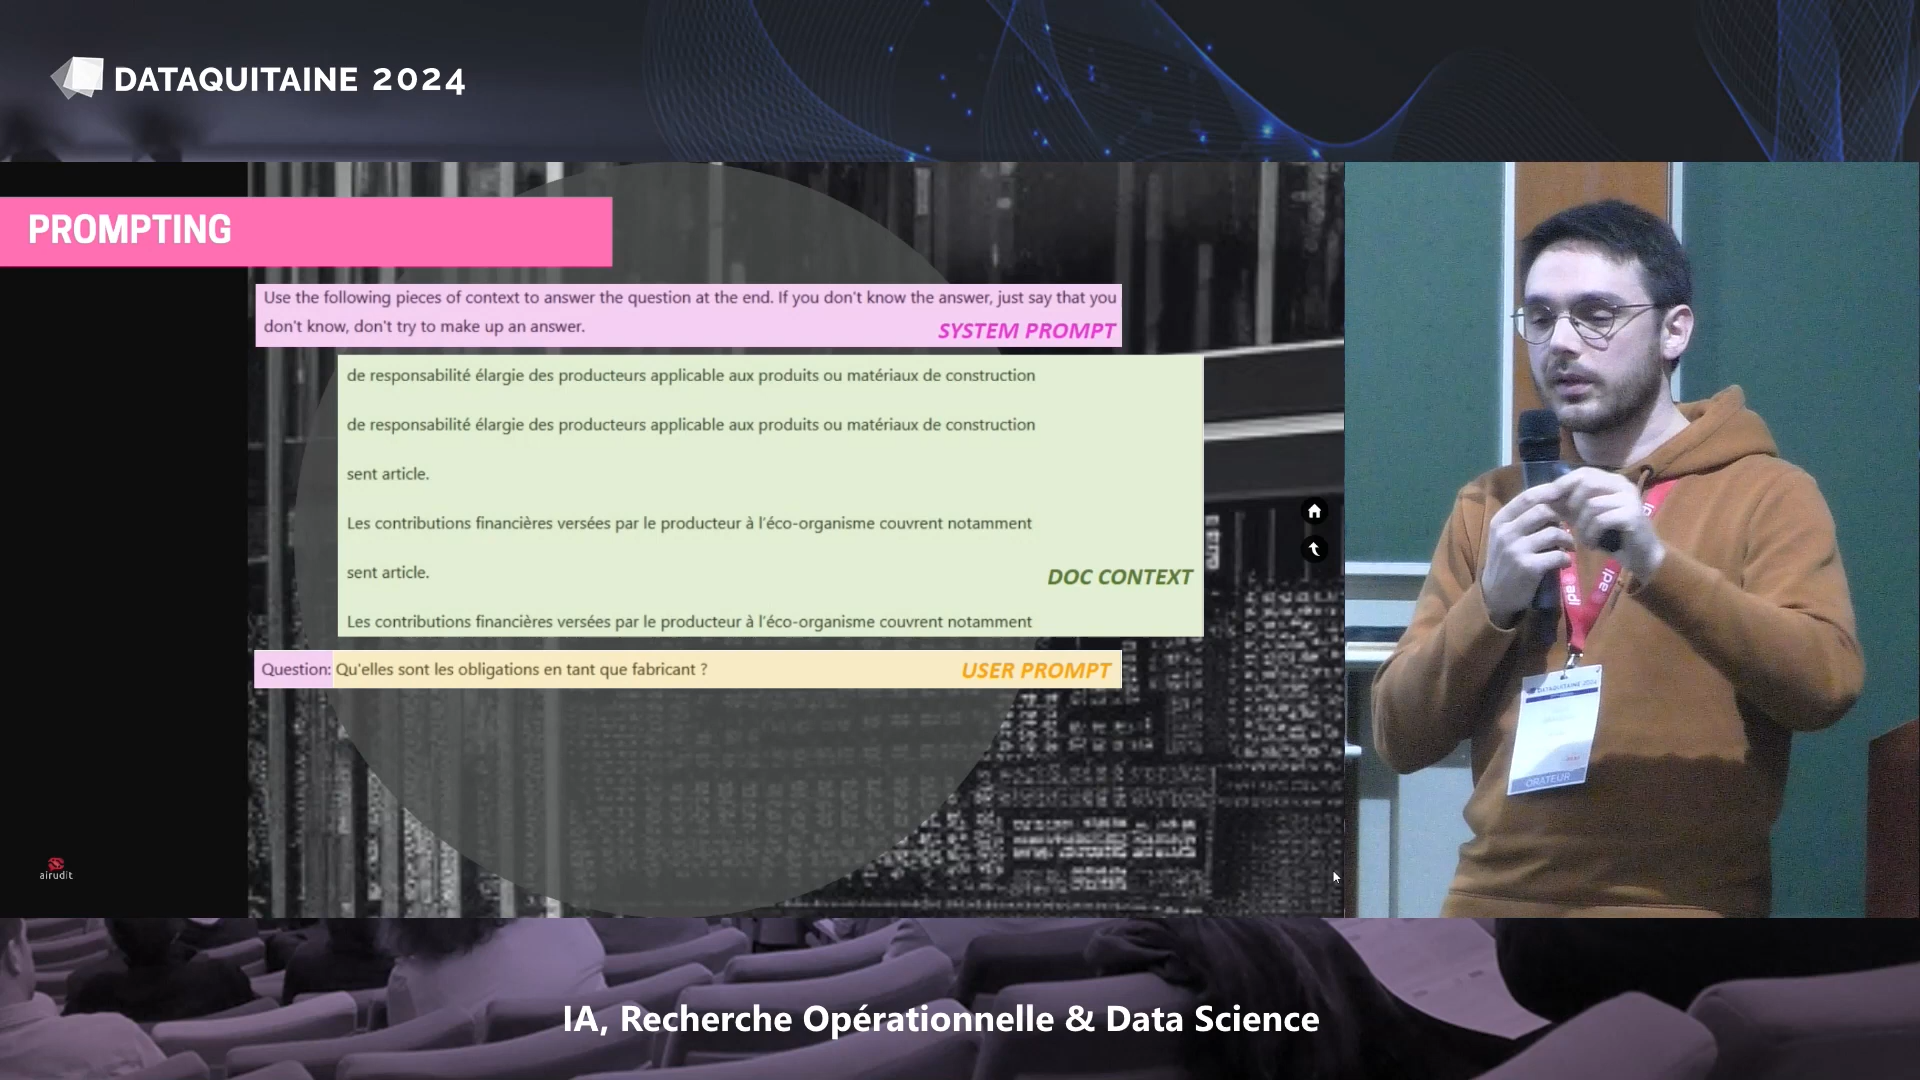 DATAQUITAINE 2024
PROMPTING
Use the following pieces of context to answer the question at the end. If you don't know the answer, just say that you
don't know, don't try to make up an answer.
SYSTEM PROMPT
de responsabilité élargie des producteurs applicable aux produits ou matériaux de construction
de responsabilité élargie des producteurs applicable aux produits ou matériaux de construction
sent article.
Les contributions financières versées par le producteur à l'éco-organisme couvrent notamment
sent article.
DOC CONTEXT
Les contributions financières versées par le producteur à l'éco-organisme couvrent notamment
Question: Qu'elles sont les obligations en tant que fabricant ?
USER PROMPT
airudit
adi
adi
DATAQUITAINE 2024
ORATEUR
IA, Recherche Opérationnelle & Data Science